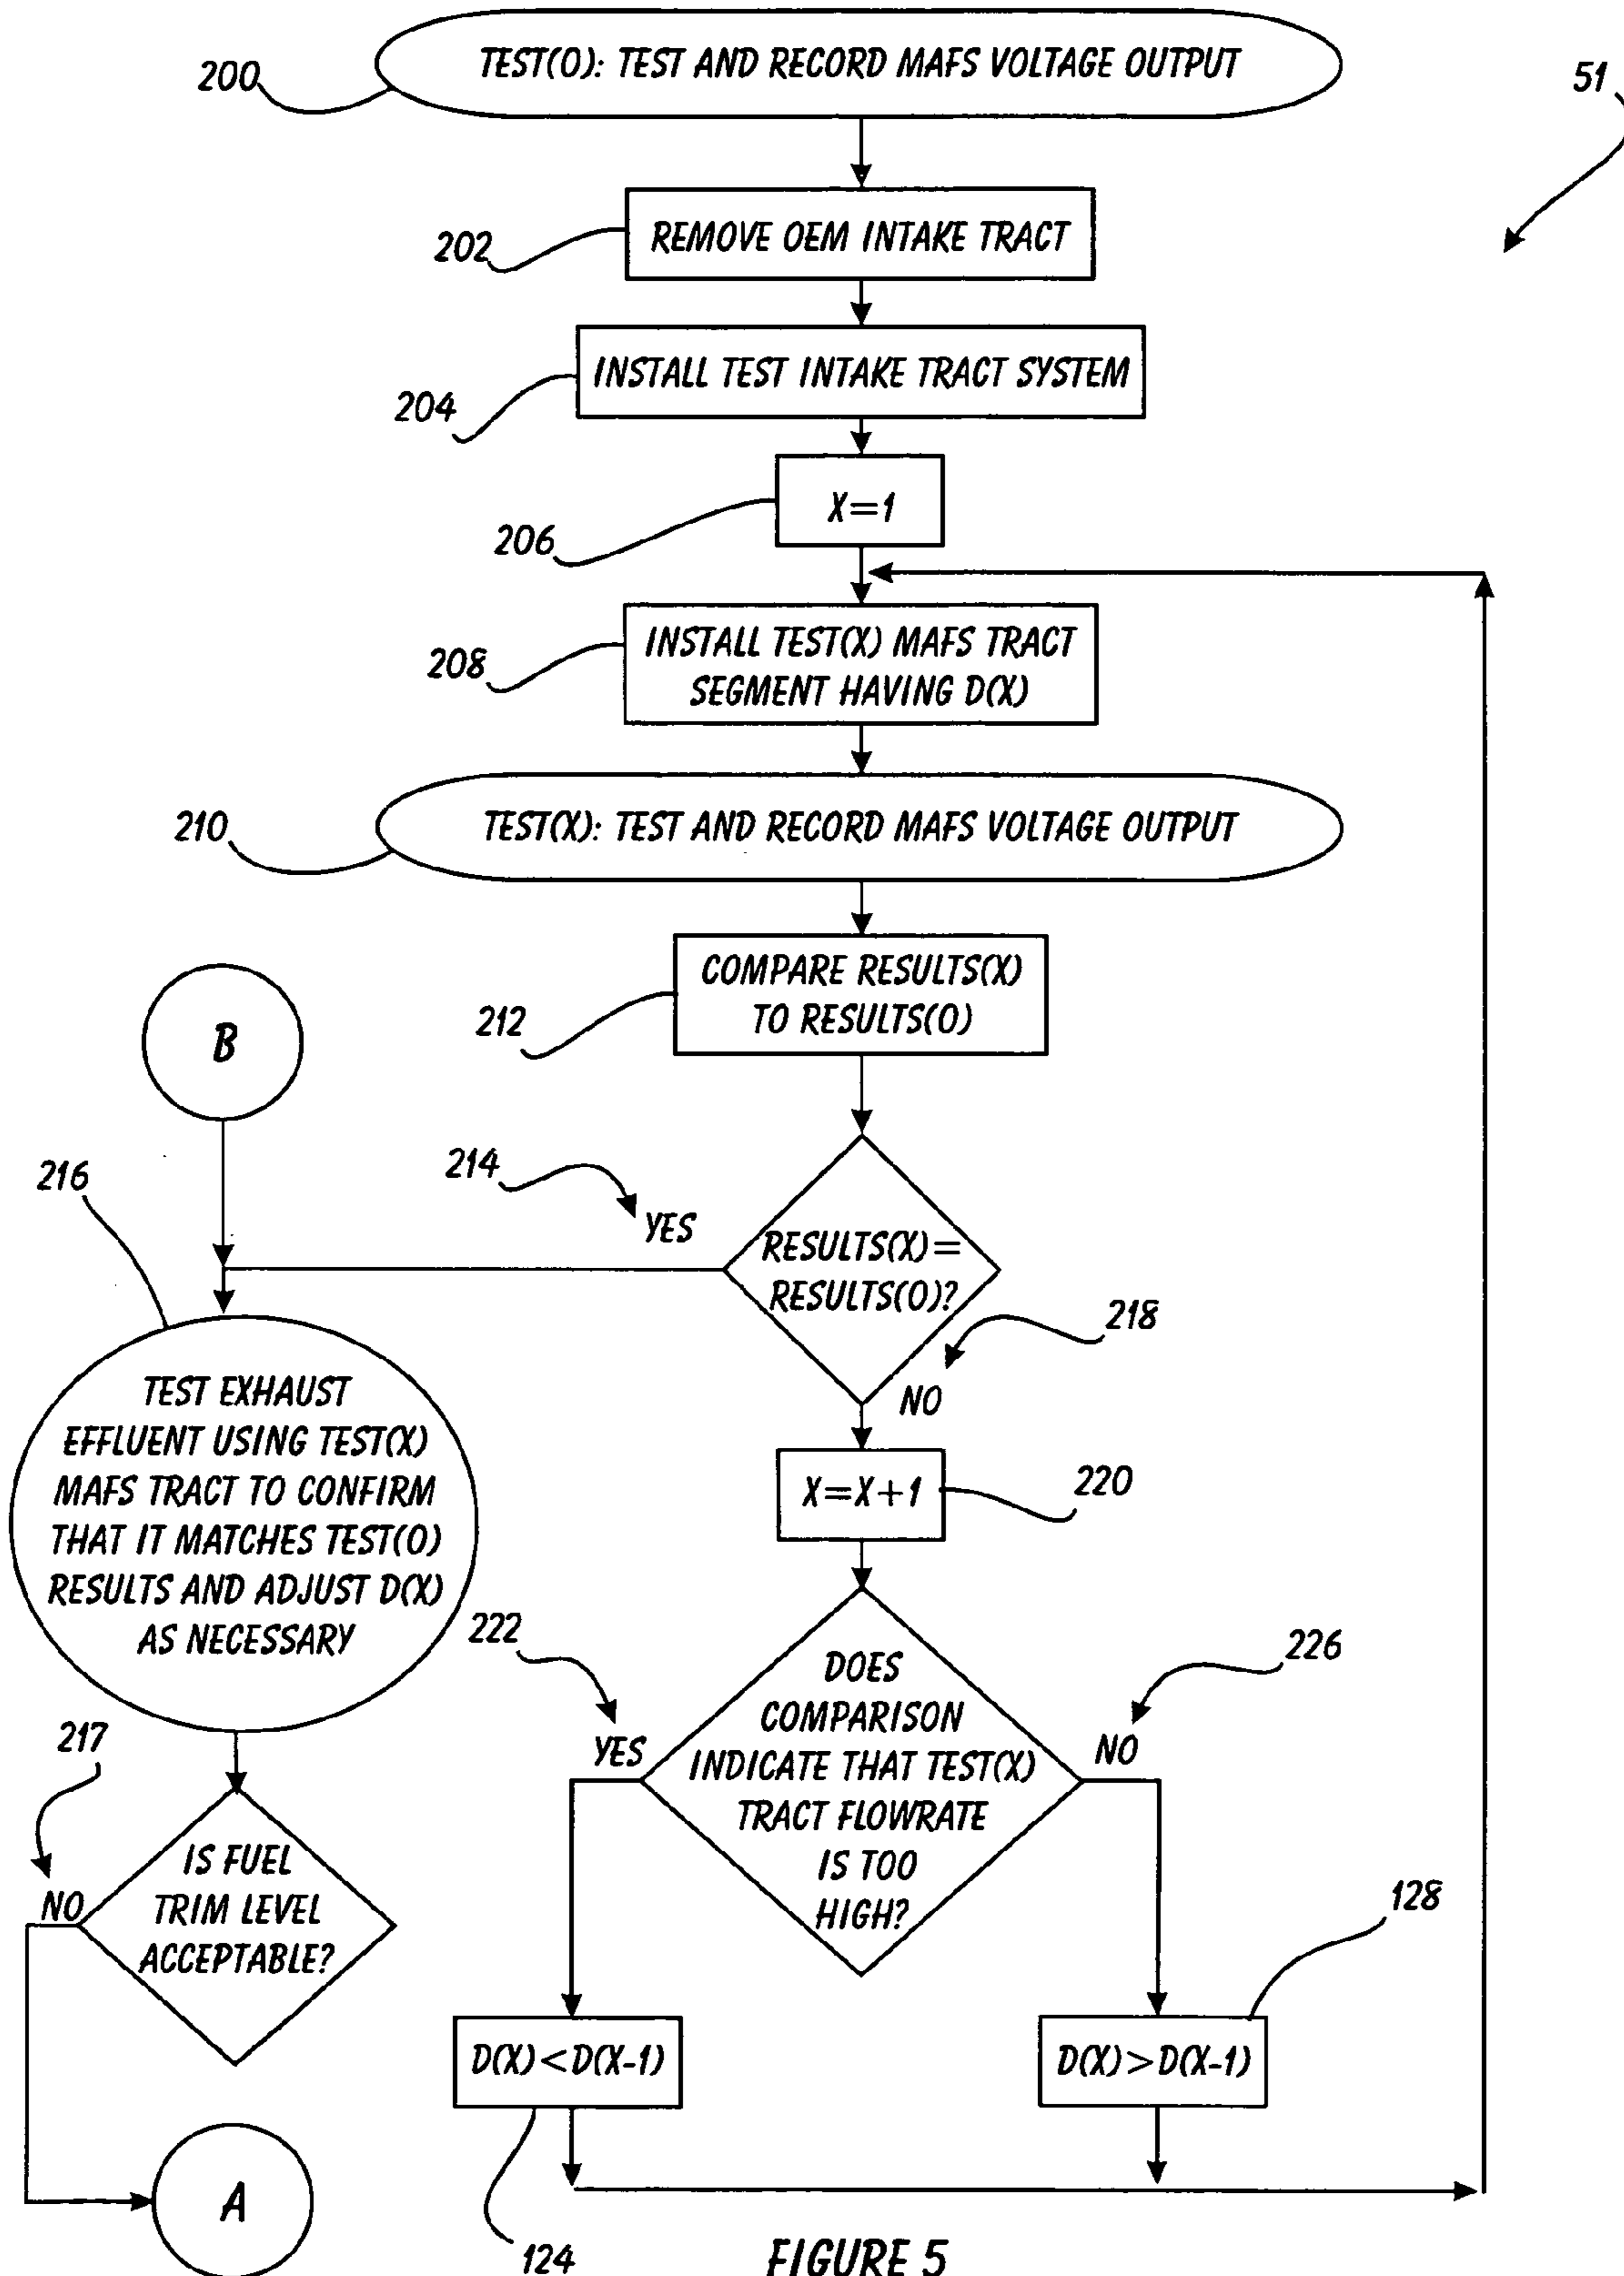 TEST(0): TEST AND RECORD MAFS VOLTAGE OUTPUT
200
51
REMOVE OEM INTAKE TRACT
202
INSTALL TEST INTAKE TRACT SYSTEM
204
X=1
206
INSTALL TEST(X) MAFS TRACT
SEGMENT HAVING D(X)
208
TEST(X): TEST AND RECORD MAFS VOLTAGE OUTPUT
210
COMPARE RESULTS(X)
TO RESULTS(0)
212
B
214
YES
216
RESULTS(X)=
RESULTS(0)?
218
NO
TEST EXHAUST
EFFLUENT USING TEST(X)
MAFS TRACT TO CONFIRM
THAT IT MATCHES TEST(0)
RESULTS AND ADJUST D(X)
AS NECESSARY
X=X+1
220
222
YES
DOES
COMPARISON
INDICATE THAT TEST(X)
TRACT FLOWRATE
IS TOO
HIGH?
226
NO
217
NO
IS FUEL
TRIM LEVEL
ACCEPTABLE?
128
D(X)<D(X-1)
D(X)>D(X-1)
A
124
FIGURE 5